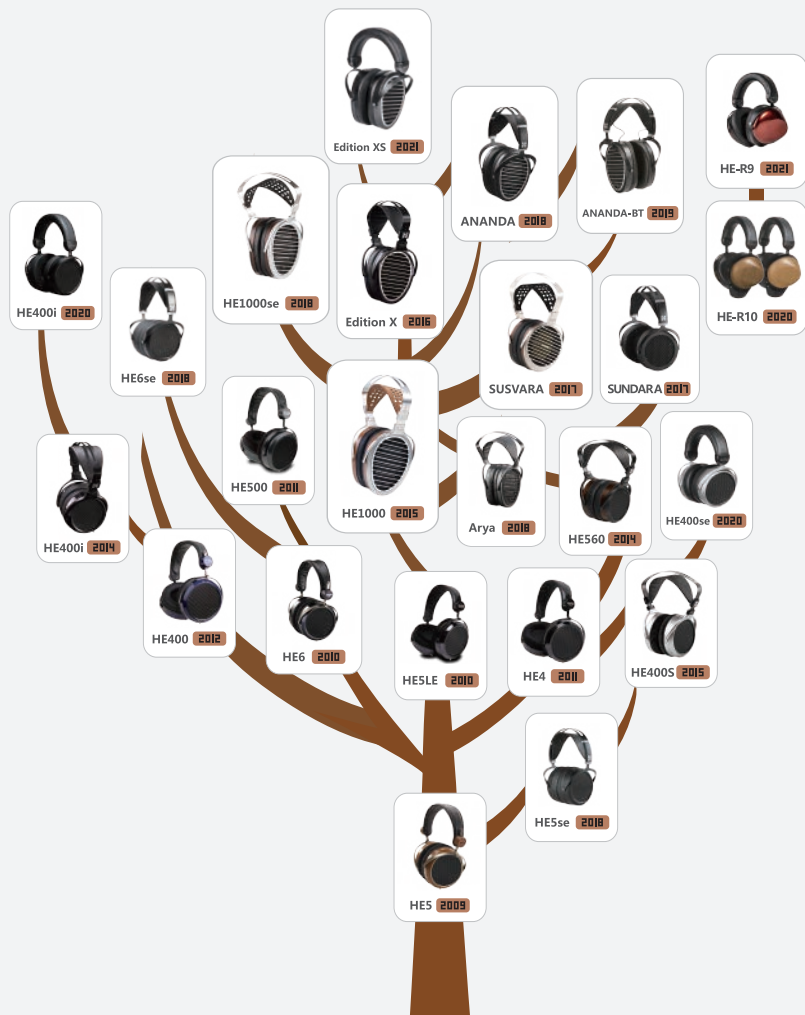 Edition XS 2021
HE-R9 2021
ANANDA 2018
ANANDA-BT 2019
HE1000se 2018
HE400i 2020
Edition X 2016
HE-R10 2020
HE6se 2018
SUSVARA 2017
SUNDARA 2017
HE500 2011
HE1000 2015
Arya 2018
HE560 2014
HE400se 2020
HE400i 2014
HE400 2012
HE6 2010
HE5LE 2010
HE4 2011
HE400S 2015
HE5se 2018
HE5 2009